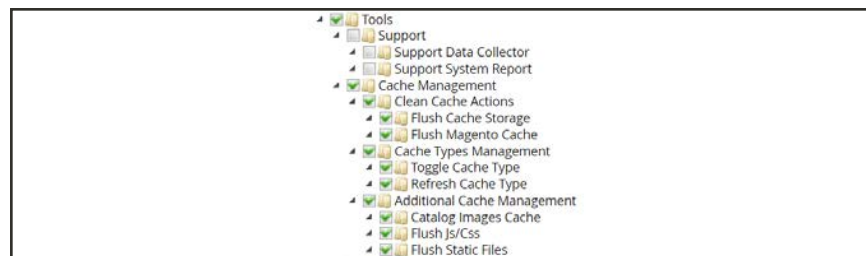 Tools
Support
Support Data Collector
Support System Report
Cache Management
Clean Cache Actions
Flush Cache Storage
Flush Magento Cache
Cache Types Management
Toggle Cache Type
Refresh Cache Type
Additional Cache Management
Catalog Images Cache
Flush Js/Css
Flush Static Files